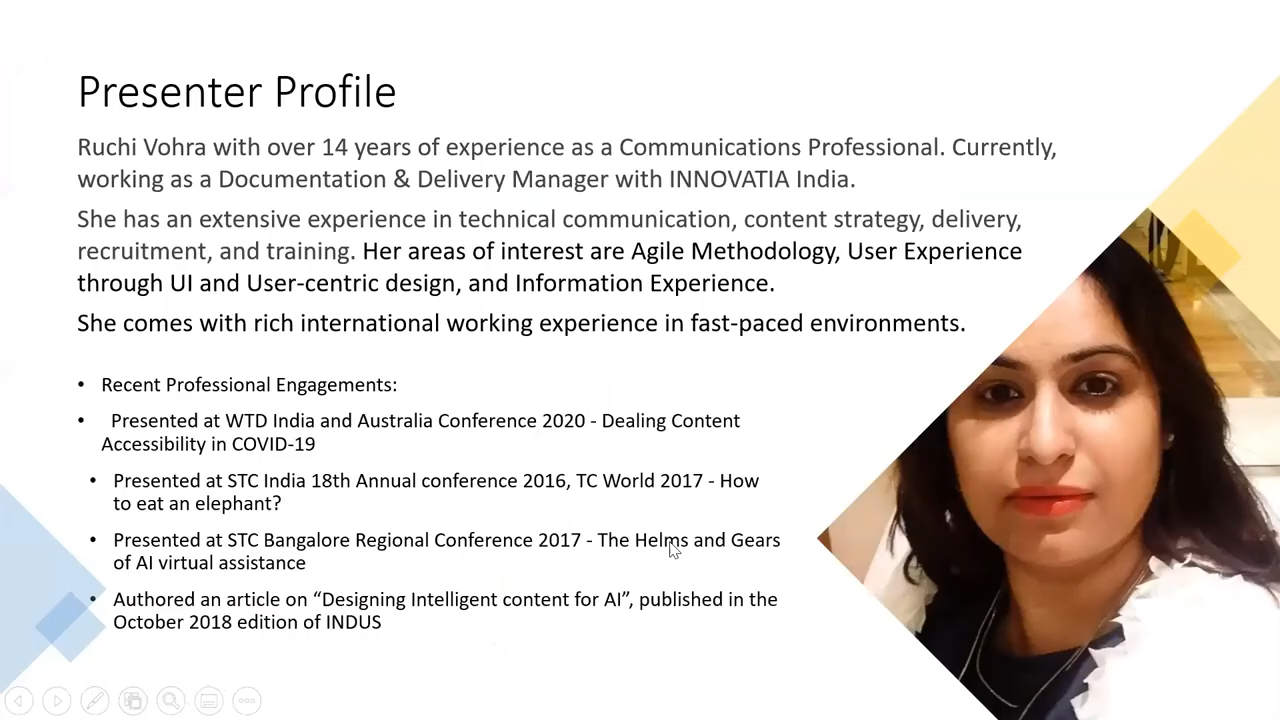 Presenter Profile
Ruchi Vohra with over 14 years of experience as a Communications Professional. Currently,
working as a Documentation & Delivery Manager with INNOVATIA India.
She has an extensive experience in technical communication, content strategy, delivery,
recruitment, and training. Her areas of interest are Agile Methodology, User Experience
through UI and User-centric design, and Information Experience.
She comes with rich international working experience in fast-paced environments.
• Recent Professional Engagements:
• Presented at WTD India and Australia Conference 2020 - Dealing Content
Accessibility in COVID-19
• Presented at STC India 18th Annual conference 2016, TC World 2017 - How
to eat an elephant?
• Presented at STC Bangalore Regional Conference 2017 - The Helms and Gears
of AI virtual assistance
• Authored an article on “Designing Intelligent content for AI”, published in the
October 2018 edition of INDUS